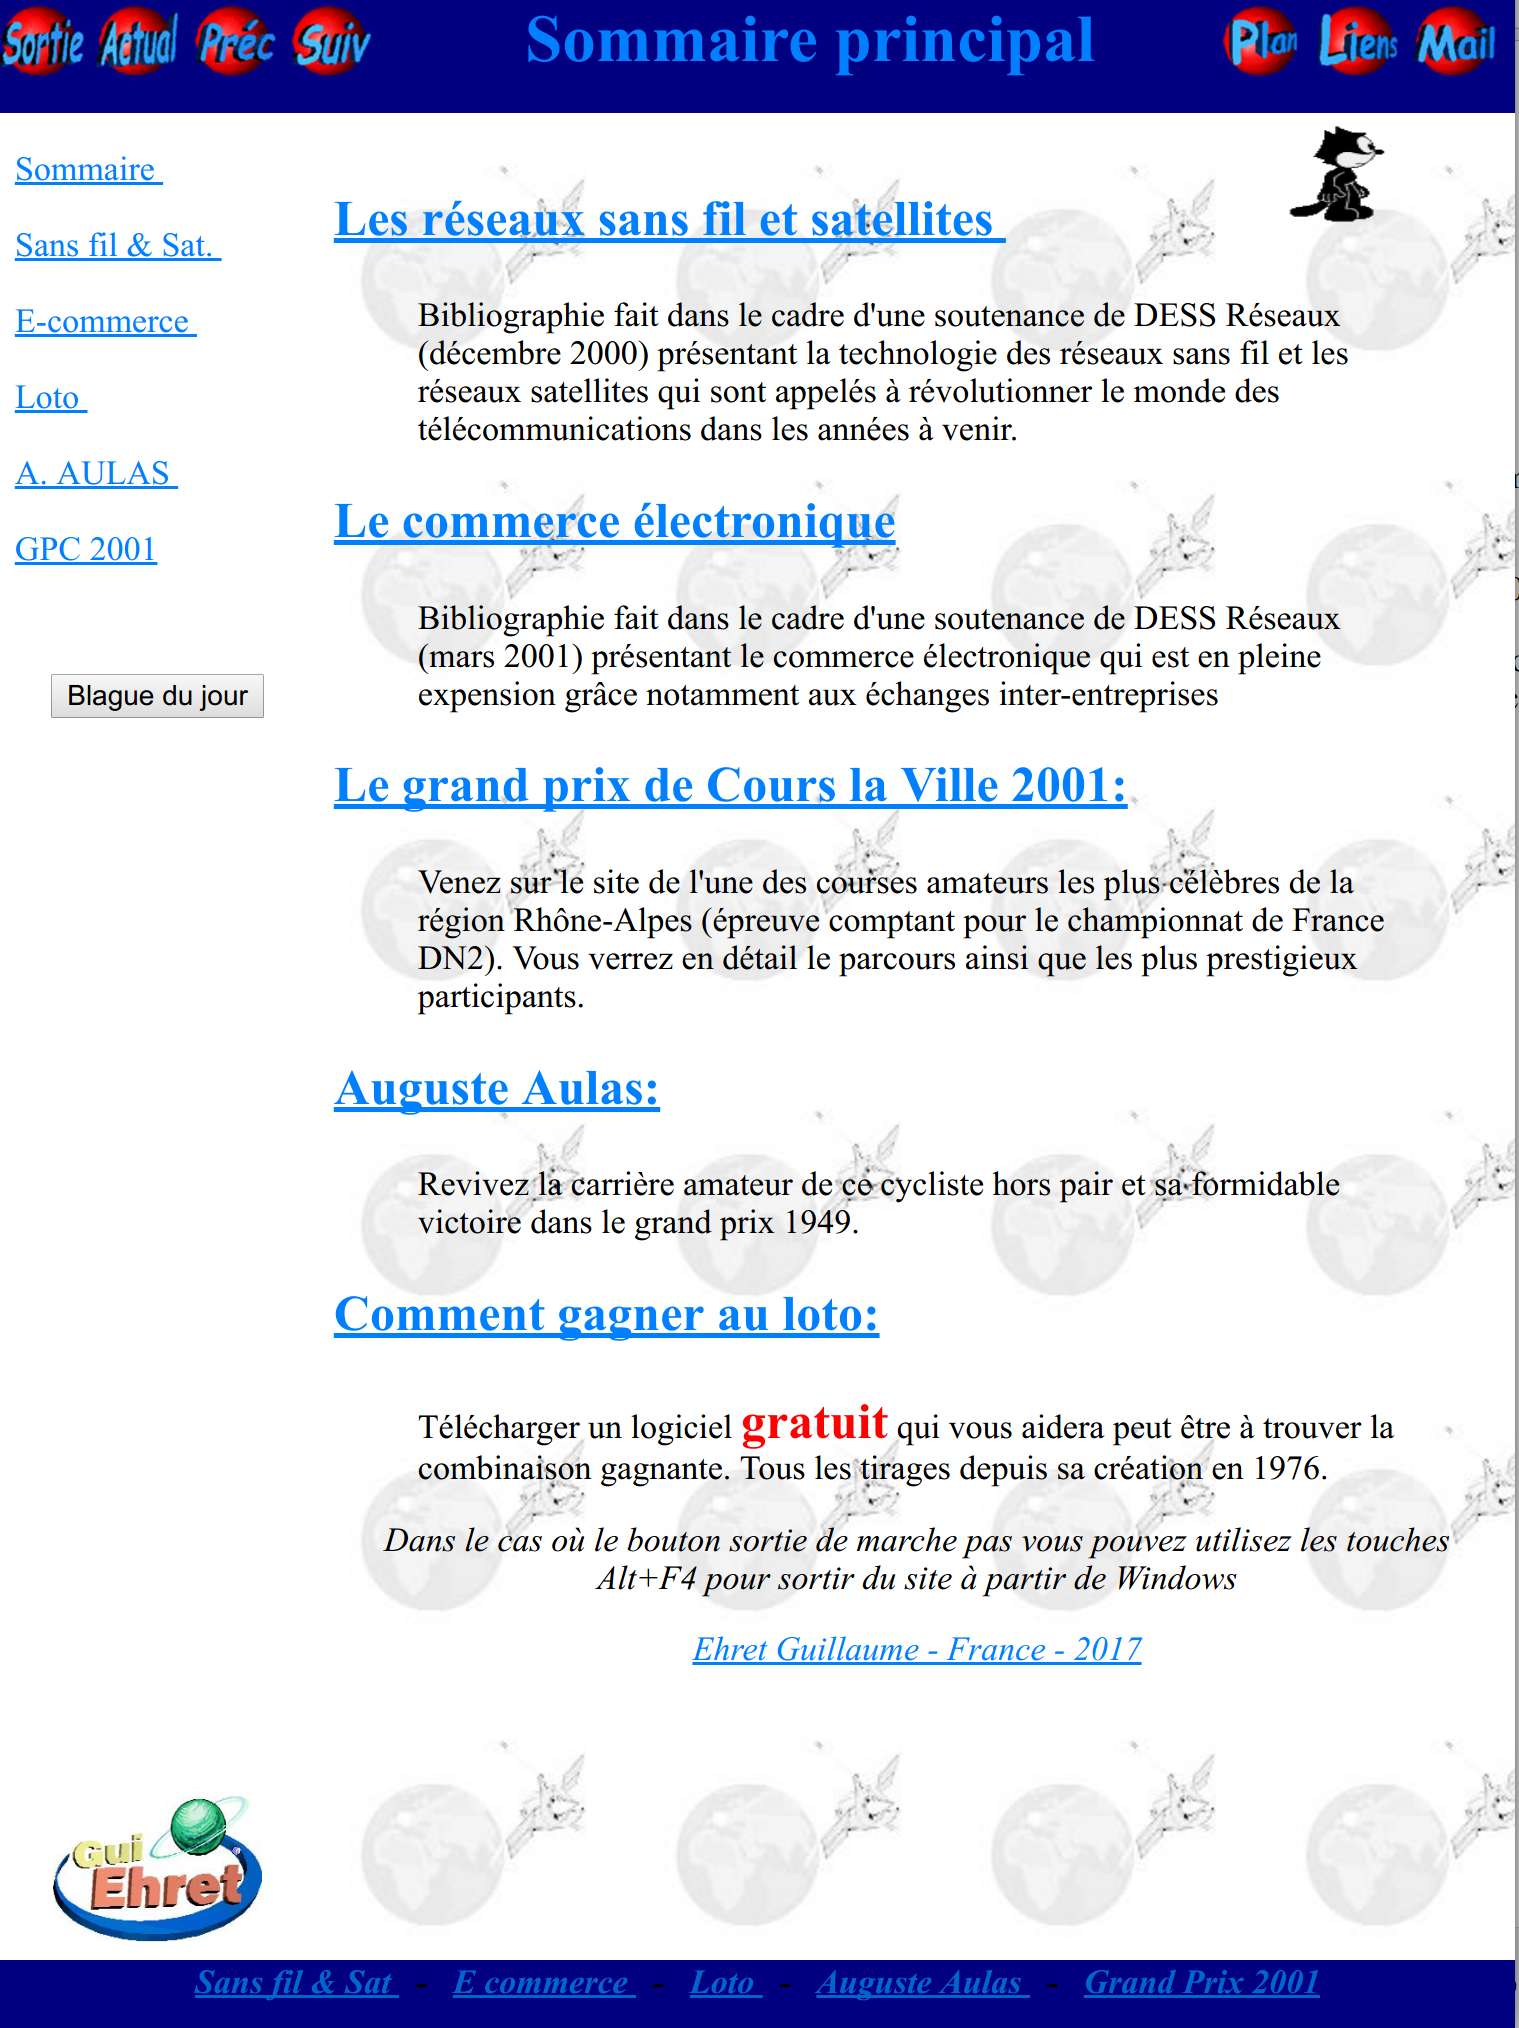 Sortie Actual Préc Suiv Sommaire principal Plan Liens Mail
Sommaire
Sans fil & Sat.
E-commerce
Loto
A. AULAS
GPC 2001
Blague du jour
Les réseaux sans fil et satellites
Bibliographie fait dans le cadre d'une soutenance de DESS Réseaux
(décembre 2000) présentant la technologie des réseaux sans fil et les
réseaux satellites qui sont appelés à révolutionner le monde des
télécommunications dans les années à venir.
Le commerce électronique
Bibliographie fait dans le cadre d'une soutenance de DESS Réseaux
(mars 2001) présentant le commerce électronique qui est en pleine
expension grâce notamment aux échanges inter-entreprises
Le grand prix de Cours la Ville 2001:
Venez sur le site de l'une des courses amateurs les plus célèbres de la
région Rhône-Alpes (épreuve comptant pour le championnat de France
DN2). Vous verrez en détail le parcours ainsi que les plus prestigieux
participants.
Auguste Aulas:
Revivez la carrière amateur de ce cycliste hors pair et sa formidable
victoire dans le grand prix 1949.
Comment gagner au loto:
Télécharger un logiciel gratuit qui vous aidera peut être à trouver la
combinaison gagnante. Tous les tirages depuis sa création en 1976.
Dans le cas où le bouton sortie de marche pas vous pouvez utilisez les touches
Alt+F4 pour sortir du site à partir de Windows
Ehret Guillaume - France - 2017
Gui
Ehret
Sans fil & Sat - E commerce - Loto - Auguste Aulas - Grand Prix 2001